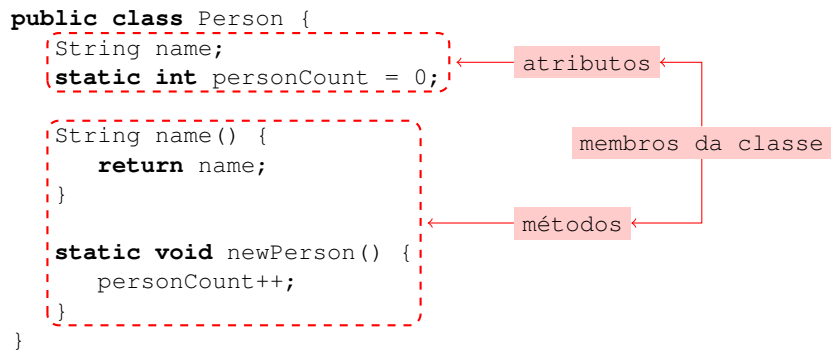 public class Person {
String name;
static int personCount = 0;
atributos
String name() {
return name;
}
membros da classe
métodos
static void newPerson() {
personCount++;
}
}